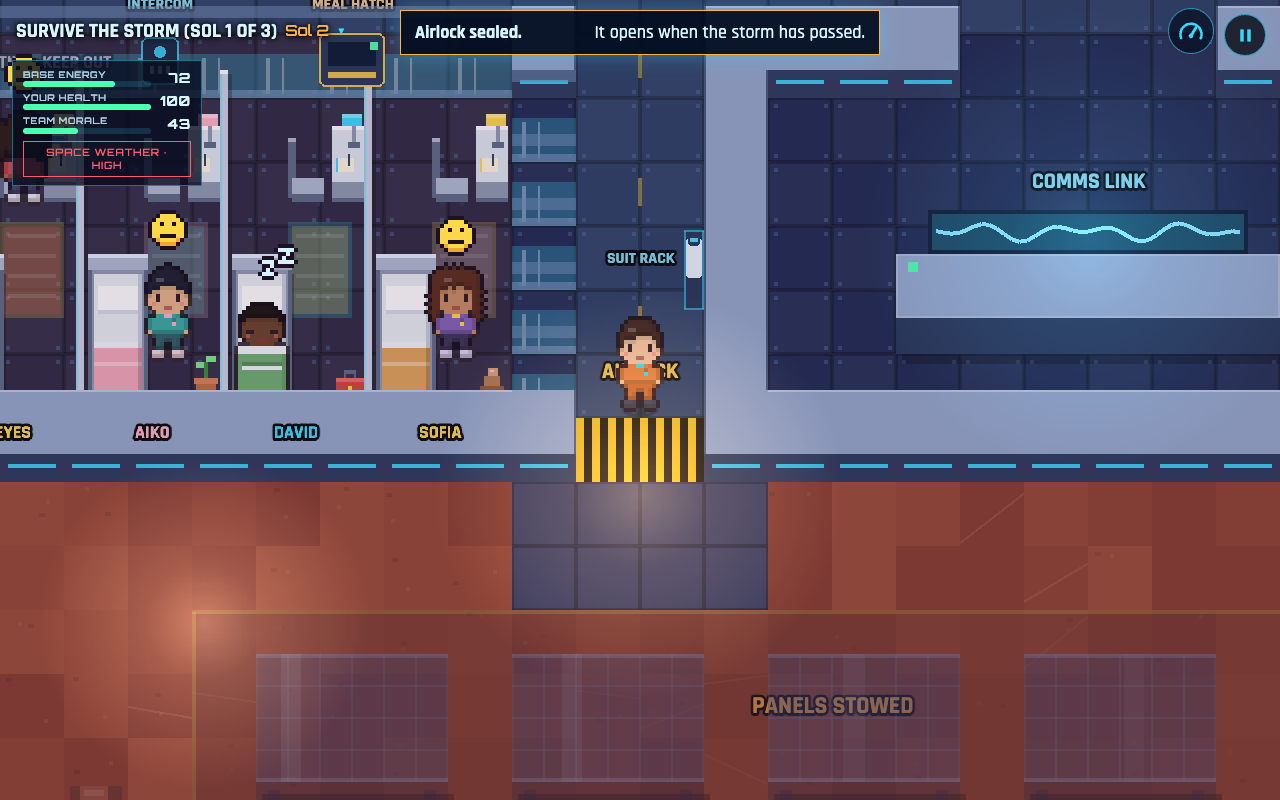 INTERCOM
MEAL HATCH
SURVIVE THE STORM (SOL 1 OF 3) Sol 2
Airlock sealed. It opens when the storm has passed.
KEEP OUT
BASE ENERGY 72
YOUR HEALTH 100
TEAM MORALE 43
SPACE WEATHER · HIGH
COMMS LINK
SUIT RACK
AIKO
DAVID
SOFIA
PANELS STOWED